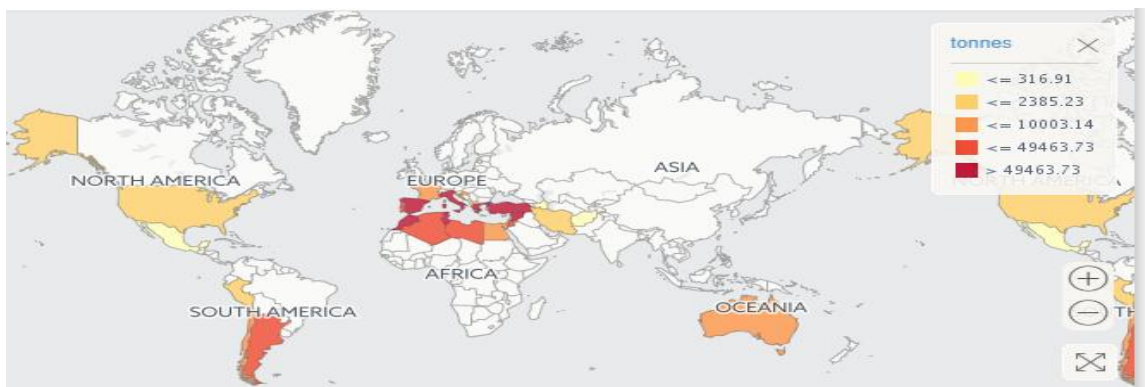 tonnes
<= 316.91
<= 2385.23
<= 10003.14
<= 49463.73
> 49463.73
NORTH AMERICA
EUROPE
ASIA
AFRICA
SOUTH AMERICA
OCEANIA